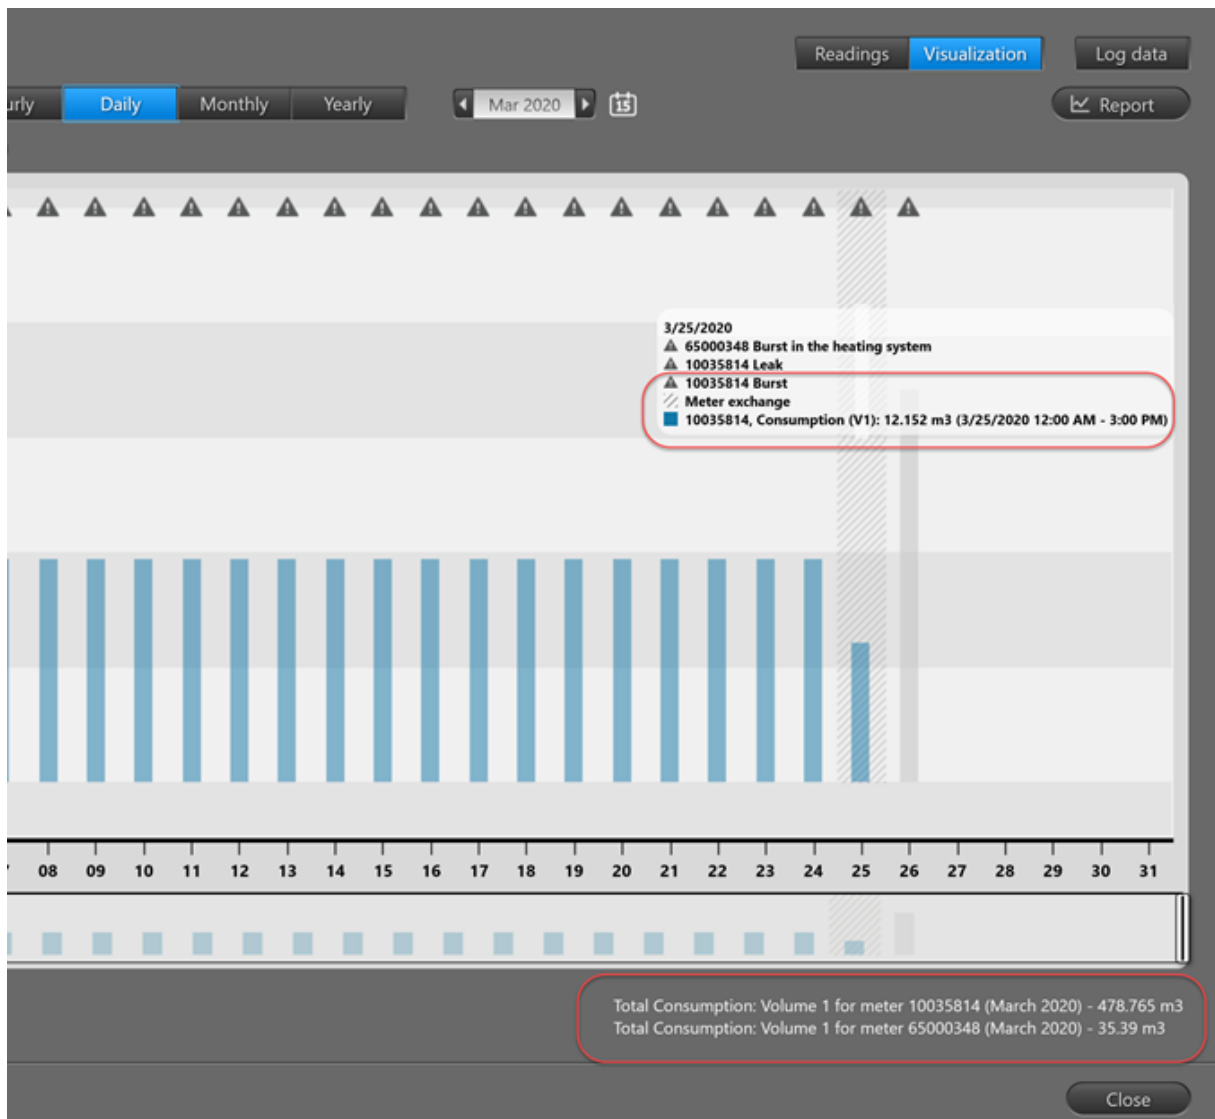 Readings Visualization Log data
urly Daily Monthly Yearly Mar 2020 15 Report
3/25/2020
65000348 Burst in the heating system
10035814 Leak
10035814 Burst
Meter exchange
10035814, Consumption (V1): 12.152 m3 (3/25/2020 12:00 AM - 3:00 PM)
08 09 10 11 12 13 14 15 16 17 18 19 20 21 22 23 24 25 26 27 28 29 30 31
Total Consumption: Volume 1 for meter 10035814 (March 2020) - 478.765 m3
Total Consumption: Volume 1 for meter 65000348 (March 2020) - 35.39 m3
Close